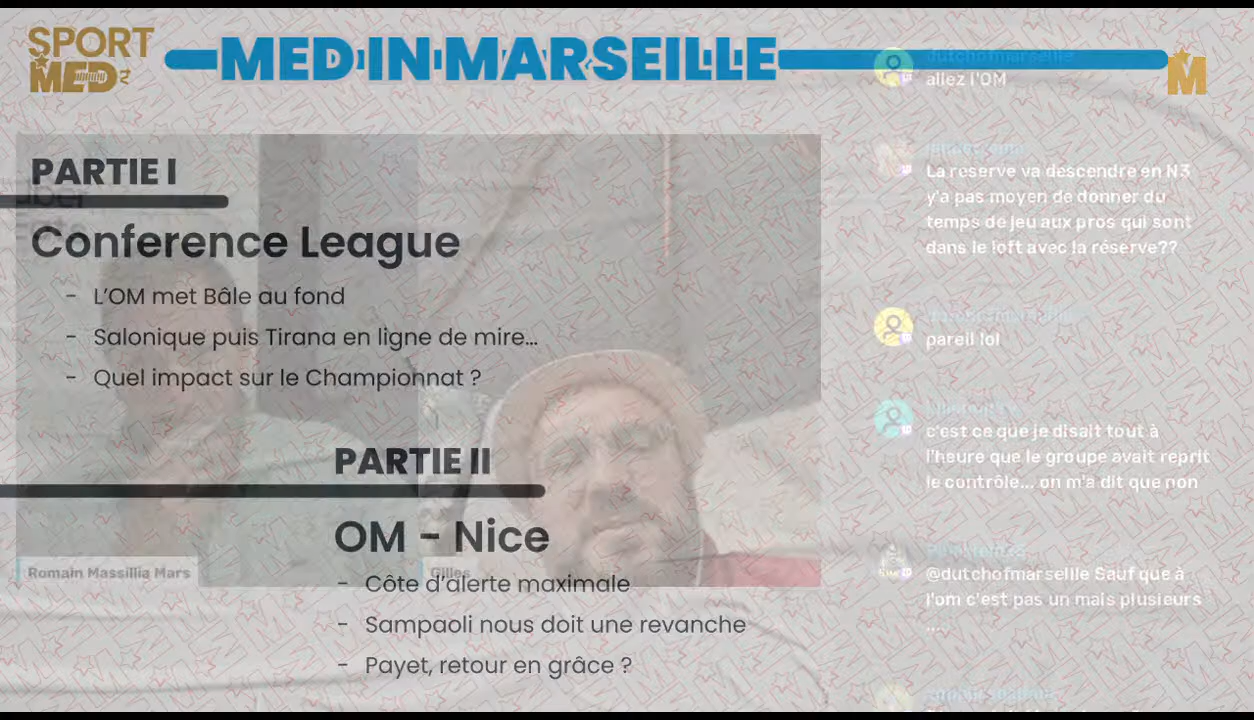 SPORT
MED
MED IN MARSEILLE
M
dutchofmarseille
allez l'OM
PARTIE I
Conference League
- L'OM met Bâle au fond
- Salonique puis Tirana en ligne de mire...
- Quel impact sur le Championnat ?
PARTIE II
OM - Nice
- Côte d'alerte maximale
- Sampaoli nous doit une revanche
- Payet, retour en grâce ?
Romain Massillia Mars
Gilles
La reserve va descendre en N3
y'a pas moyen de donner du
temps de jeu aux pros qui sont
dans le loft avec la réserve??
pareil lol
c'est ce que je disait tout à
l'heure que le groupe avait reprit
le contrôle... on m'a dit que non
@dutchofmarseille Sauf que à
l'om c'est pas un mais plusieurs
....